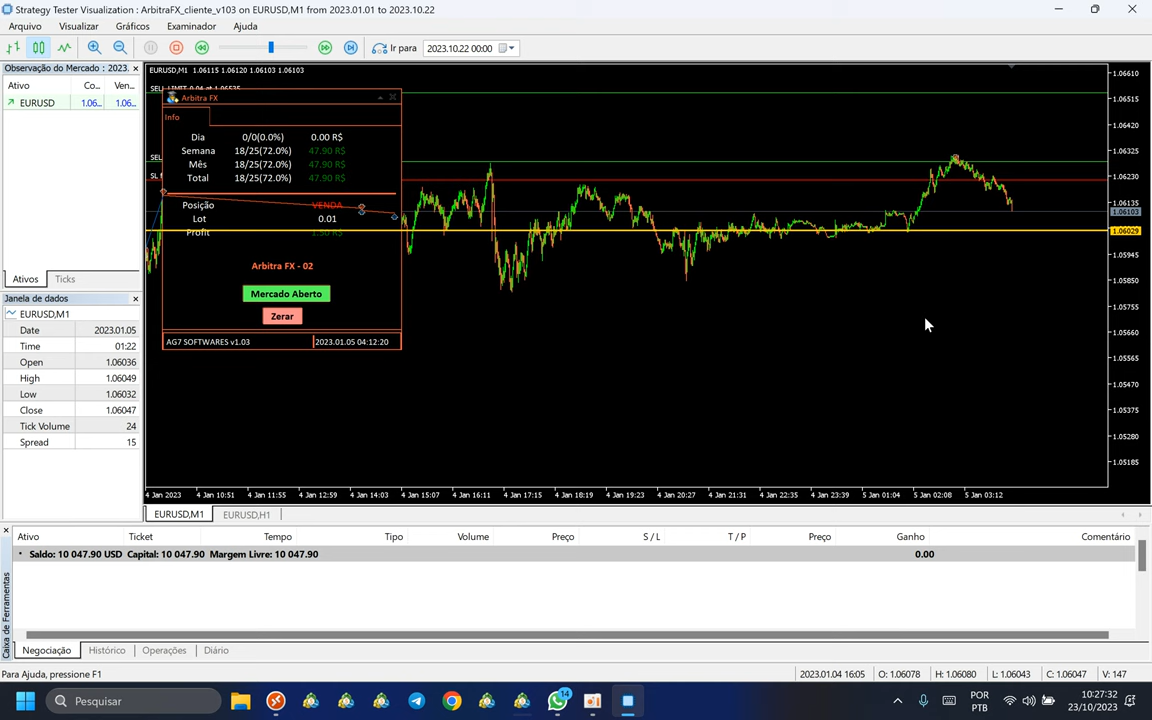 Strategy Tester Visualization : ArbitraFX_cliente_v103 on EURUSD,M1 from 2023.01.01 to 2023.10.22
Arquivo Visualizar Gráficos Examinador Ajuda
Ir para 2023.10.22 00:00
Observação do Mercado : 2023.
Ativo Co... Ven...
EURUSD 1.06... 1.06...
Ativos Ticks
Janela de dados
EURUSD,M1
Date 2023.01.05
Time 01:22
Open 1.06036
High 1.06049
Low 1.06032
Close 1.06047
Tick Volume 24
Spread 15
EURUSD,M1 1.06115 1.06120 1.06103 1.06103
SELL LIMIT 0.04 at 1.06535
SEL
SL
Arbitra FX
Info
Dia 0/0(0.0%) 0.00 R$
Semana 18/25(72.0%) 47.90 R$
Mês 18/25(72.0%) 47.90 R$
Total 18/25(72.0%) 47.90 R$
Posição VENDA
Lot 0.01
Profit 1.50 R$
Arbitra FX - 02
Mercado Aberto
Zerar
AG7 SOFTWARES v1.03 2023.01.05 04:12:20
1.06610
1.06515
1.06420
1.06325
1.06230
1.06135
1.06103
1.06029
1.05945
1.05850
1.05755
1.05660
1.05565
1.05470
1.05375
1.05280
1.05185
4 Jan 2023 4 Jan 10:51 4 Jan 11:55 4 Jan 12:59 4 Jan 14:03 4 Jan 15:07 4 Jan 16:11 4 Jan 17:15 4 Jan 18:19 4 Jan 19:23 4 Jan 20:27 4 Jan 21:31 4 Jan 22:35 4 Jan 23:39 5 Jan 01:04 5 Jan 02:08 5 Jan 03:12
EURUSD,M1 EURUSD,H1
Ativo Ticket Tempo Tipo Volume Preço S / L T / P Preço Ganho Comentário
Saldo: 10 047.90 USD Capital: 10 047.90 Margem Livre: 10 047.90 0.00
Caixa de Ferramentas
Negociação Histórico Operações Diário
Para Ajuda, pressione F1
2023.01.04 16:05 O: 1.06078 H: 1.06080 L: 1.06043 C: 1.06047 V: 147
Pesquisar
14
POR
PTB
10:27:32
23/10/2023